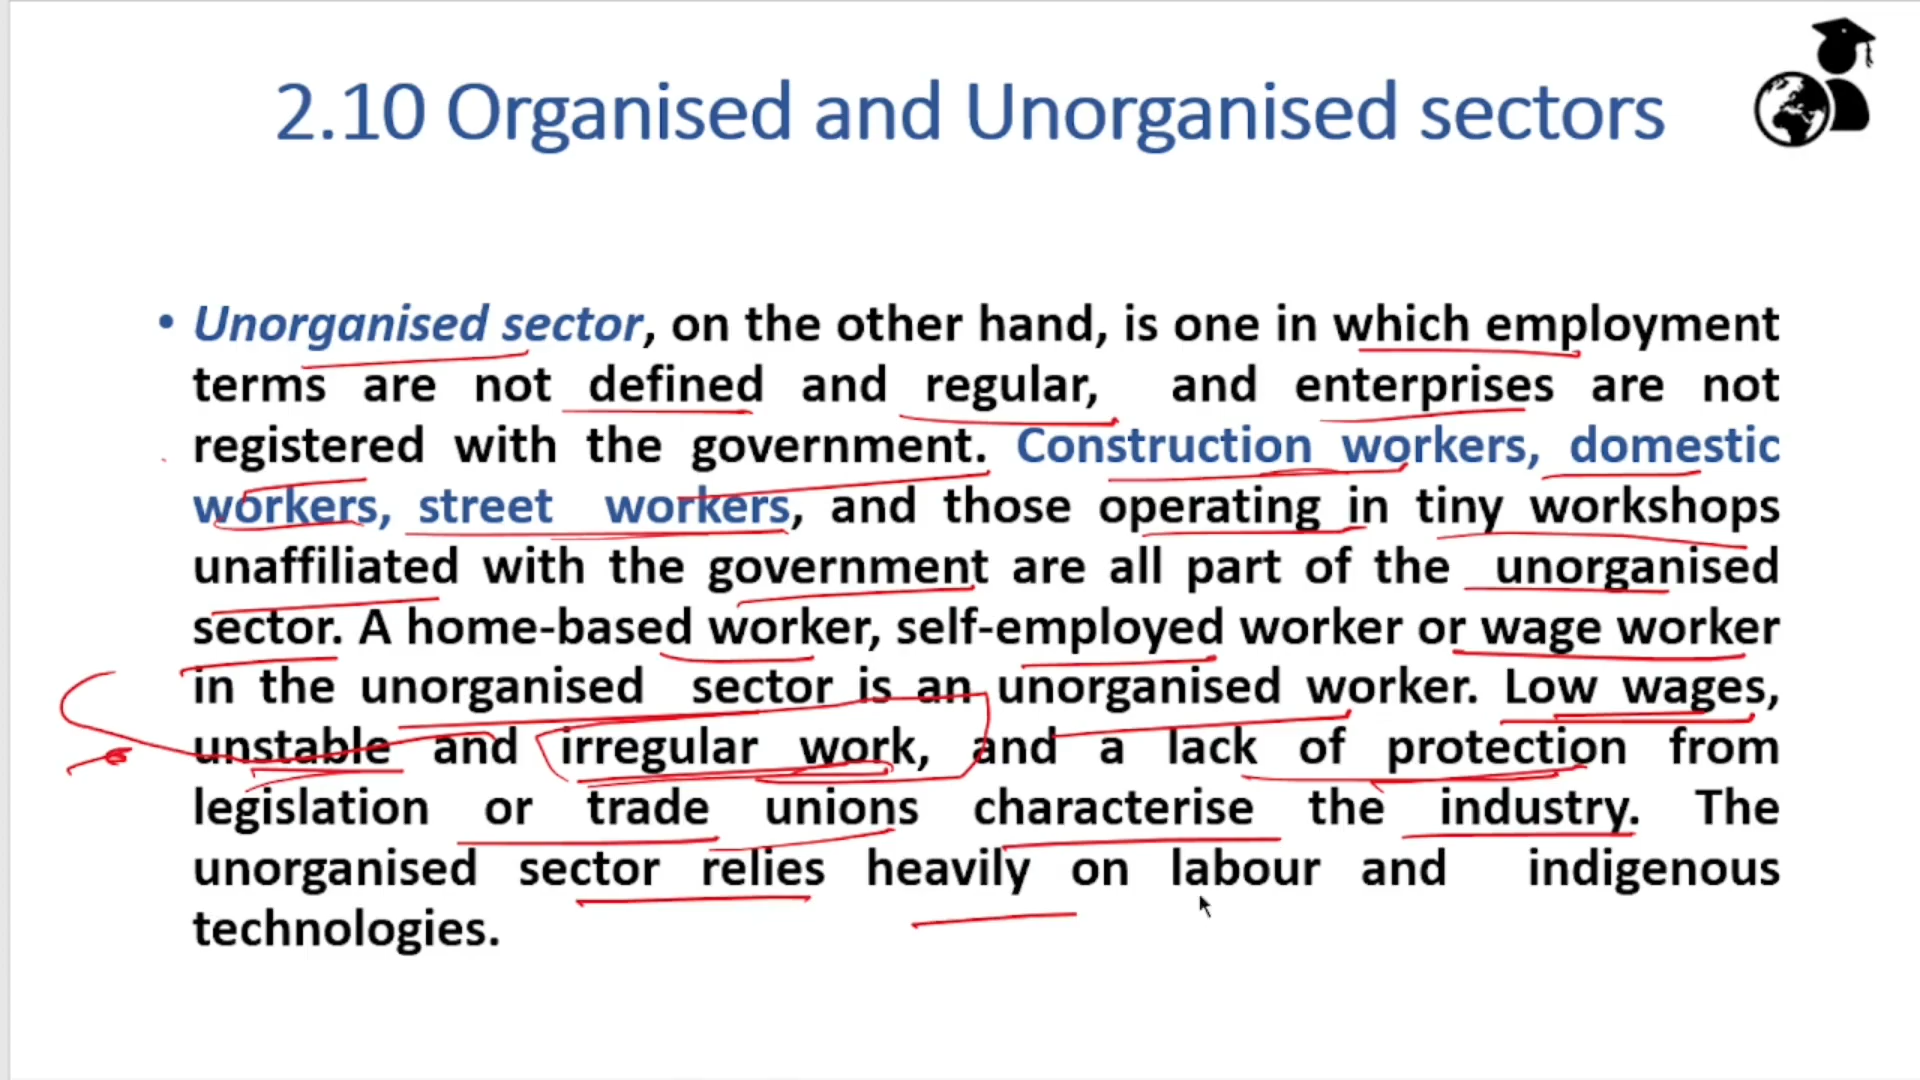 2.10 Organised and Unorganised sectors
• Unorganised sector, on the other hand, is one in which employment
terms are not defined and regular, and enterprises are not
registered with the government. Construction workers, domestic
workers, street workers, and those operating in tiny workshops
unaffiliated with the government are all part of the unorganised
sector. A home-based worker, self-employed worker or wage worker
in the unorganised sector is an unorganised worker. Low wages,
unstable and irregular work, and a lack of protection from
legislation or trade unions characterise the industry. The
unorganised sector relies heavily on labour and indigenous
technologies.